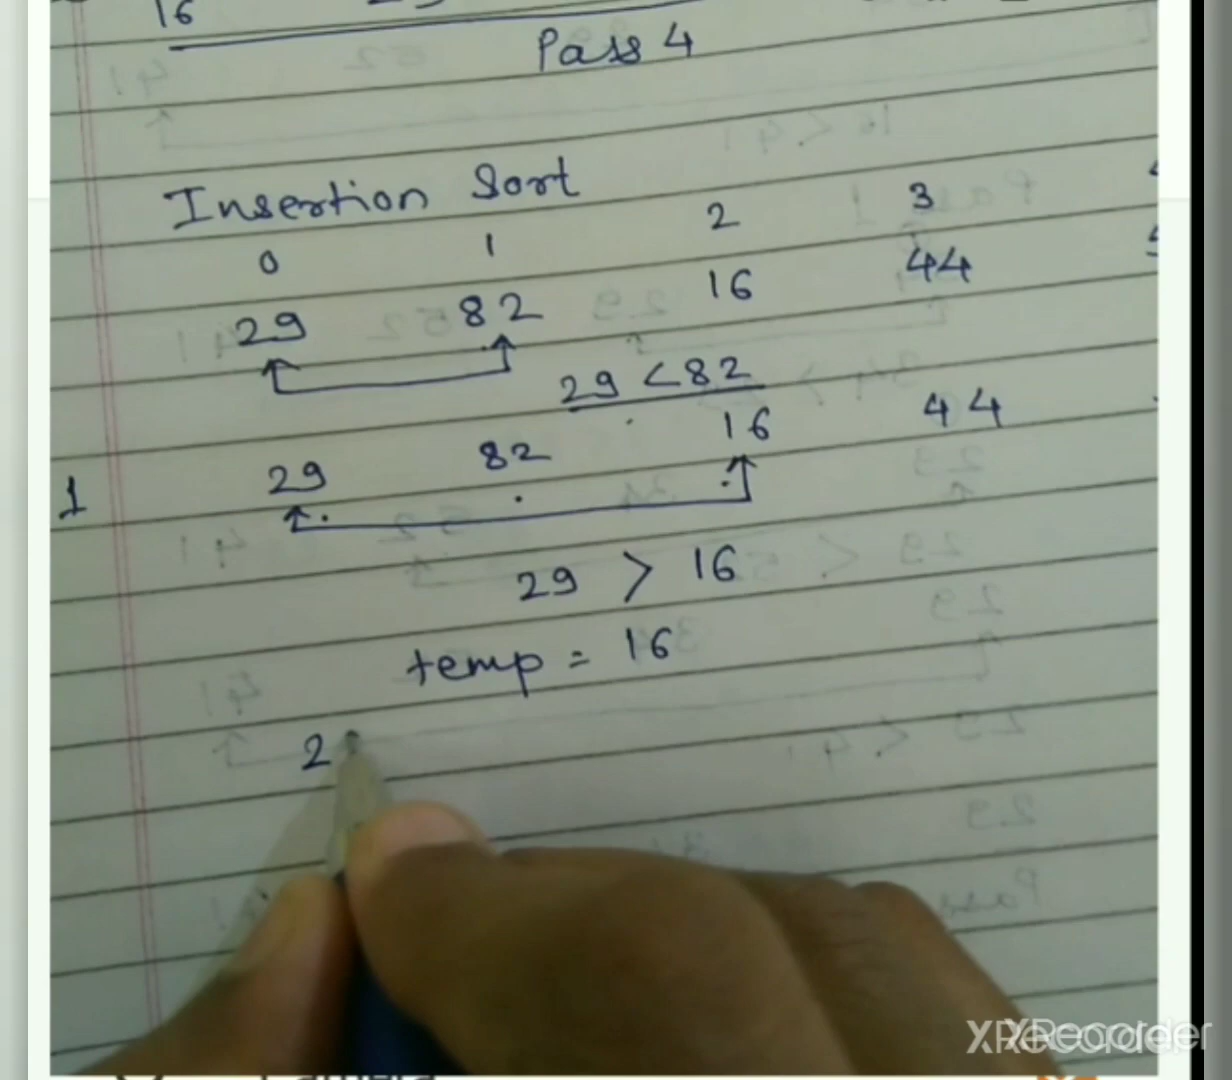 16
Pass 4
Insertion Sort
0 1 2 3
29 82 16 44
29 < 82
1 29 82 16 44
29 > 16
temp = 16
2
XRecorder